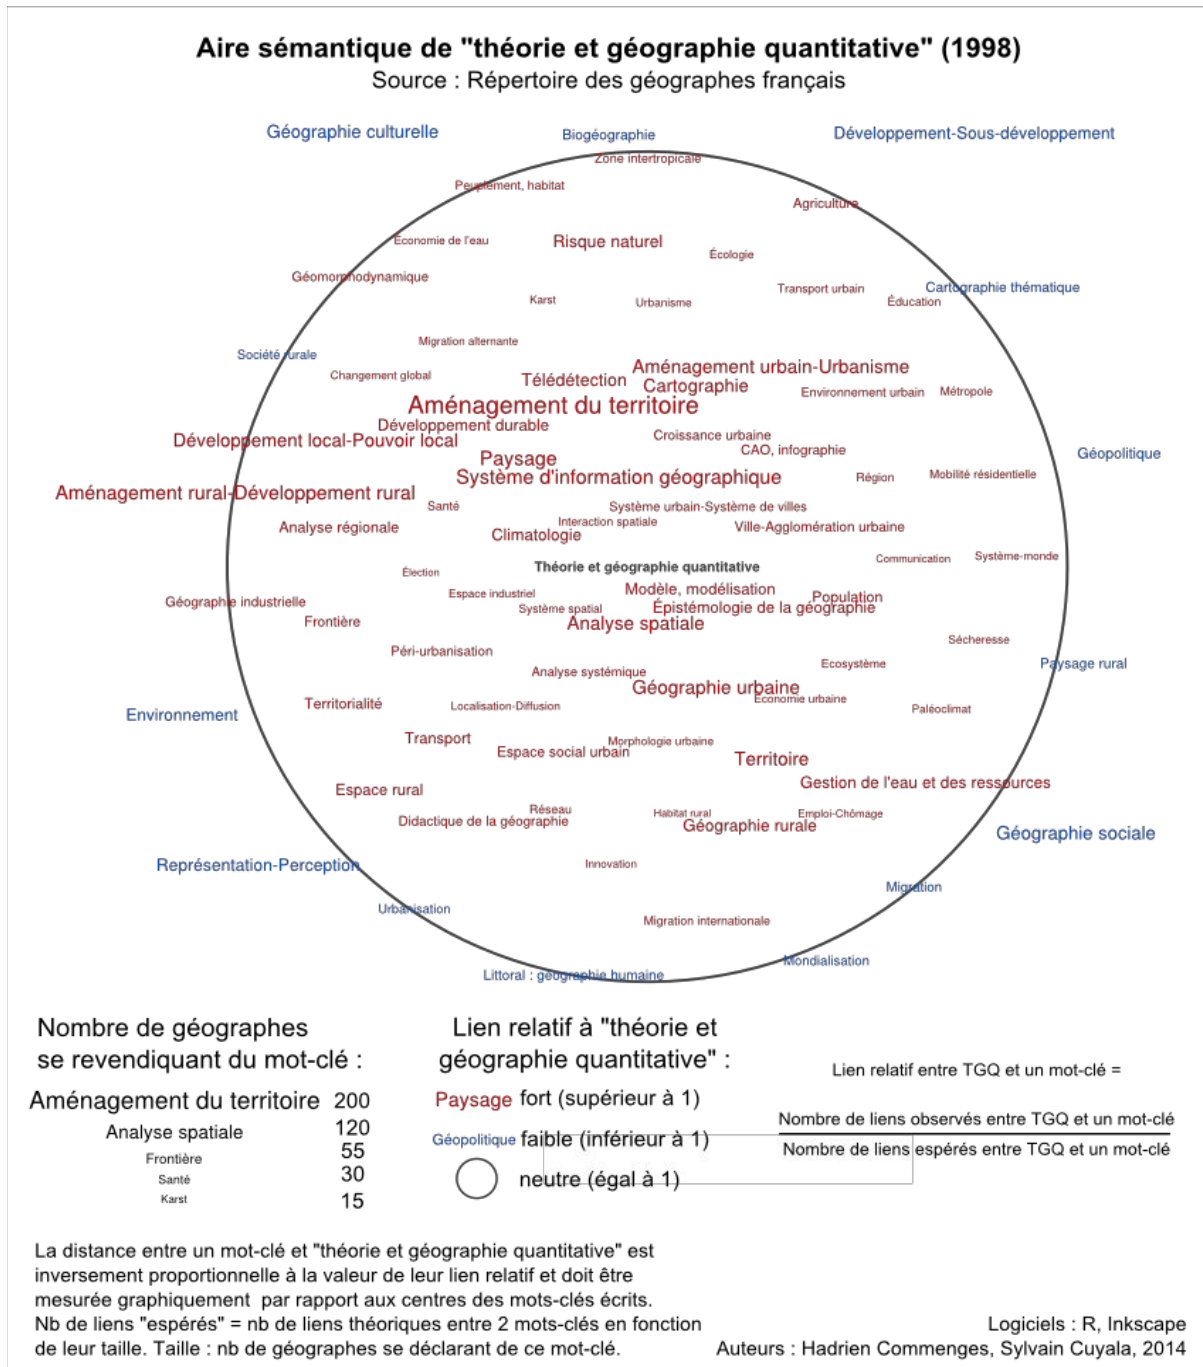 Aire sémantique de "théorie et géographie quantitative" (1998)
Source : Répertoire des géographes français
Géographie culturelle
Biogéographie
Développement-Sous-développement
Zone intertropicale
Peuplement, habitat
Agriculture
Économie de l'eau
Risque naturel
Écologie
Géomorphodynamique
Transport urbain
Cartographie thématique
Karst
Urbanisme
Éducation
Migration alternante
Société rurale
Changement global
Télédétection
Aménagement urbain-Urbanisme
Cartographie
Environnement urbain
Métropole
Aménagement du territoire
Développement durable
Développement local-Pouvoir local
Croissance urbaine
CAO, infographie
Géopolitique
Paysage
Système d'information géographique
Région
Mobilité résidentielle
Aménagement rural-Développement rural
Santé
Système urbain-Système de villes
Analyse régionale
Interaction spatiale
Ville-Agglomération urbaine
Climatologie
Communication
Système-monde
Théorie et géographie quantitative
Élection
Espace industriel
Modèle, modélisation
Population
Géographie industrielle
Système spatial
Épistémologie de la géographie
Frontière
Analyse spatiale
Sécheresse
Péri-urbanisation
Analyse systémique
Ecosystème
Paysage rural
Géographie urbaine
Économie urbaine
Territorialité
Localisation-Diffusion
Paléoclimat
Environnement
Transport
Espace social urbain
Morphologie urbaine
Territoire
Gestion de l'eau et des ressources
Espace rural
Réseau
Habitat rural
Emploi-Chômage
Didactique de la géographie
Géographie rurale
Géographie sociale
Représentation-Perception
Innovation
Migration
Urbanisation
Migration internationale
Mondialisation
Littoral : géographie humaine
Nombre de géographes
se revendiquant du mot-clé :
Aménagement du territoire 200
Analyse spatiale 120
Frontière 55
Santé 30
Karst 15
Lien relatif à "théorie et
géographie quantitative" :
Paysage fort (supérieur à 1)
Géopolitique faible (inférieur à 1)
neutre (égal à 1)
Lien relatif entre TGQ et un mot-clé =
Nombre de liens observés entre TGQ et un mot-clé
Nombre de liens espérés entre TGQ et un mot-clé
La distance entre un mot-clé et "théorie et géographie quantitative" est
inversement proportionnelle à la valeur de leur lien relatif et doit être
mesurée graphiquement par rapport aux centres des mots-clés écrits.
Nb de liens "espérés" = nb de liens théoriques entre 2 mots-clés en fonction
de leur taille. Taille : nb de géographes se déclarant de ce mot-clé.
Logiciels : R, Inkscape
Auteurs : Hadrien Commenges, Sylvain Cuyala, 2014